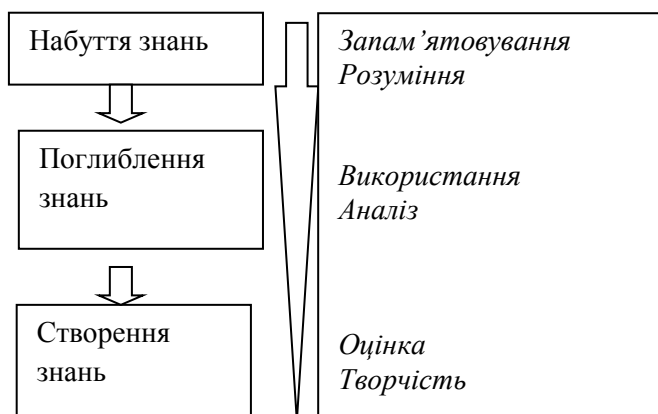 Набуття знань
Запам’ятовування
Розуміння
Поглиблення
знань
Використання
Аналіз
Створення
знань
Оцінка
Творчість